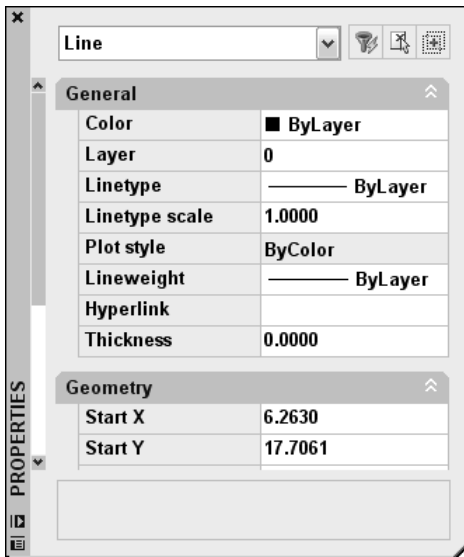 Line
General
Color ByLayer
Layer 0
Linetype ByLayer
Linetype scale 1.0000
Plot style ByColor
Lineweight ByLayer
Hyperlink
Thickness 0.0000
Geometry
Start X 6.2630
Start Y 17.7061
PROPERTIES